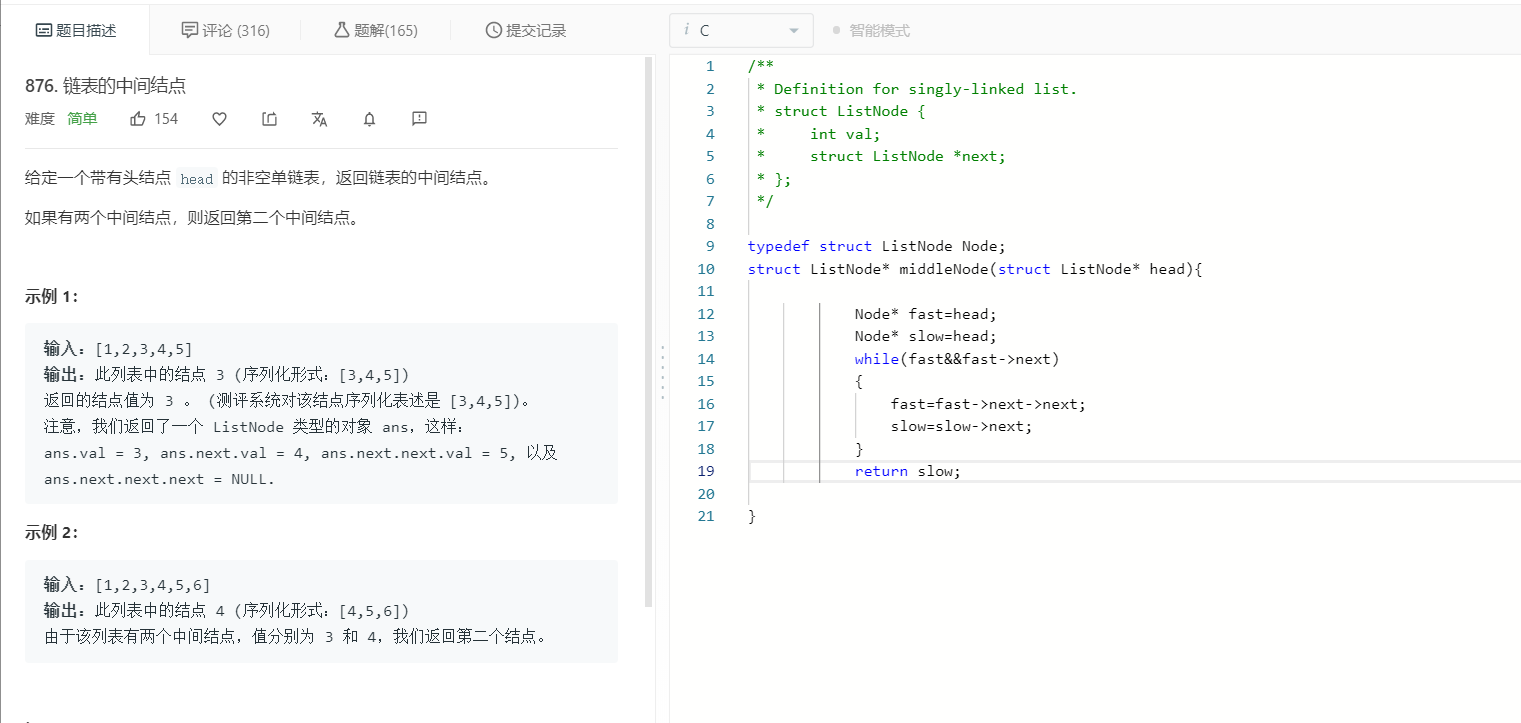 题目描述
评论 (316)
题解(165)
提交记录
i C
智能模式
876. 链表的中间结点
难度 简单 154
给定一个带有头结点 head 的非空单链表，返回链表的中间结点。
如果有两个中间结点，则返回第二个中间结点。
示例 1：
输入：[1,2,3,4,5]
输出：此列表中的结点 3 (序列化形式：[3,4,5])
返回的结点值为 3 。 (测评系统对该结点序列化表述是 [3,4,5])。
注意，我们返回了一个 ListNode 类型的对象 ans，这样：
ans.val = 3, ans.next.val = 4, ans.next.next.val = 5, 以及
ans.next.next.next = NULL.
示例 2：
输入：[1,2,3,4,5,6]
输出：此列表中的结点 4 (序列化形式：[4,5,6])
由于该列表有两个中间结点，值分别为 3 和 4，我们返回第二个结点。
1 /**
2 * Definition for singly-linked list.
3 * struct ListNode {
4 *     int val;
5 *     struct ListNode *next;
6 * };
7 */
8
9 typedef struct ListNode Node;
10 struct ListNode* middleNode(struct ListNode* head){
11
12 Node* fast=head;
13 Node* slow=head;
14 while(fast&&fast->next)
15 {
16 fast=fast->next->next;
17 slow=slow->next;
18 }
19 return slow;
20
21 }